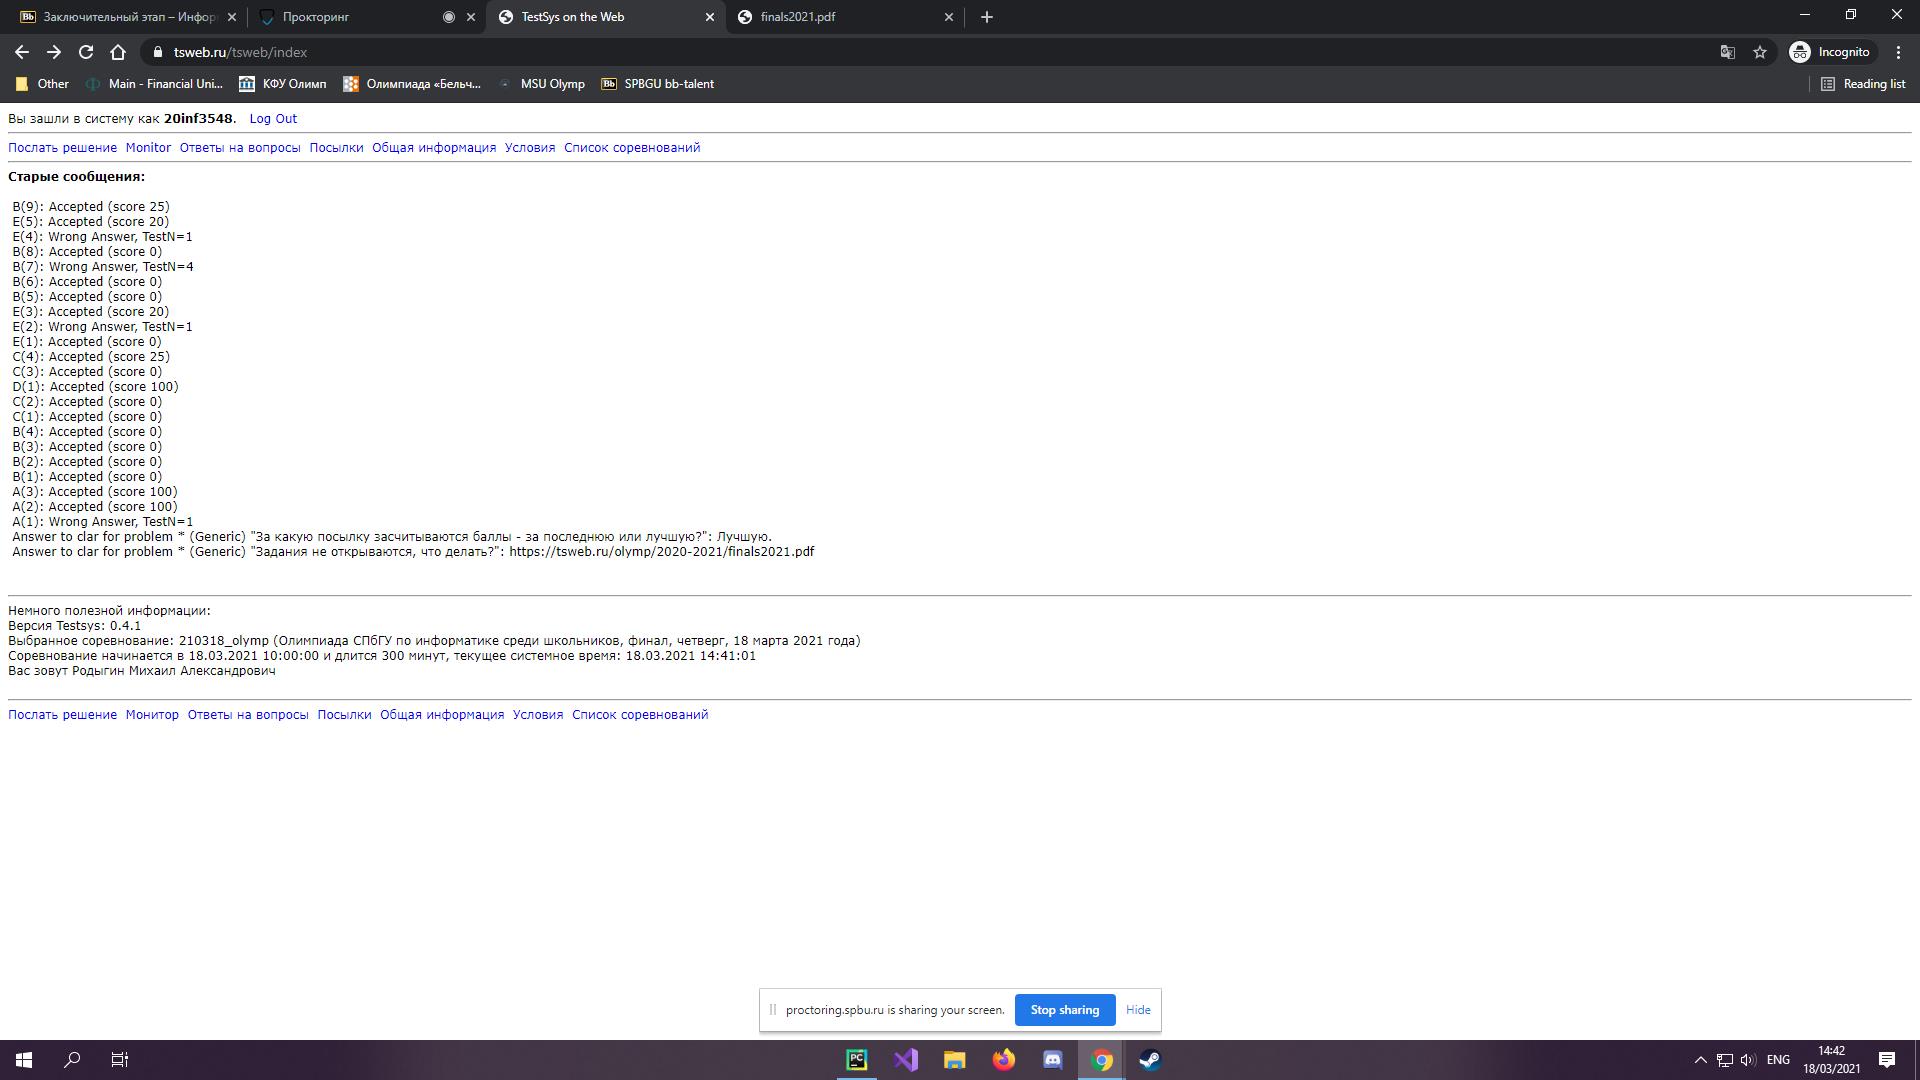 Заключительный этап – Инфор
Прокторинг
TestSys on the Web
finals2021.pdf
tsweb.ru/tsweb/index
Incognito
Other
Main - Financial Uni...
КФУ Олимп
Олимпиада «Бельч...
MSU Olymp
SPBGU bb-talent
Reading list
Вы зашли в систему как 20inf3548. Log Out
Послать решение Monitor Ответы на вопросы Посылки Общая информация Условия Список соревнований
Старые сообщения:
B(9): Accepted (score 25)
E(5): Accepted (score 20)
E(4): Wrong Answer, TestN=1
B(8): Accepted (score 0)
B(7): Wrong Answer, TestN=4
B(6): Accepted (score 0)
B(5): Accepted (score 0)
E(3): Accepted (score 20)
E(2): Wrong Answer, TestN=1
E(1): Accepted (score 0)
C(4): Accepted (score 25)
C(3): Accepted (score 0)
D(1): Accepted (score 100)
C(2): Accepted (score 0)
C(1): Accepted (score 0)
B(4): Accepted (score 0)
B(3): Accepted (score 0)
B(2): Accepted (score 0)
B(1): Accepted (score 0)
A(3): Accepted (score 100)
A(2): Accepted (score 100)
A(1): Wrong Answer, TestN=1
Answer to clar for problem * (Generic) "За какую посылку засчитываются баллы - за последнюю или лучшую?": Лучшую.
Answer to clar for problem * (Generic) "Задания не открываются, что делать?": https://tsweb.ru/olymp/2020-2021/finals2021.pdf
Немного полезной информации:
Версия Testsys: 0.4.1
Выбранное соревнование: 210318_olymp (Олимпиада СПбГУ по информатике среди школьников, финал, четверг, 18 марта 2021 года)
Соревнование начинается в 18.03.2021 10:00:00 и длится 300 минут, текущее системное время: 18.03.2021 14:41:01
Вас зовут Родыгин Михаил Александрович
Послать решение Монитор Ответы на вопросы Посылки Общая информация Условия Список соревнований
proctoring.spbu.ru is sharing your screen.
Stop sharing
Hide
ENG
14:42
18/03/2021